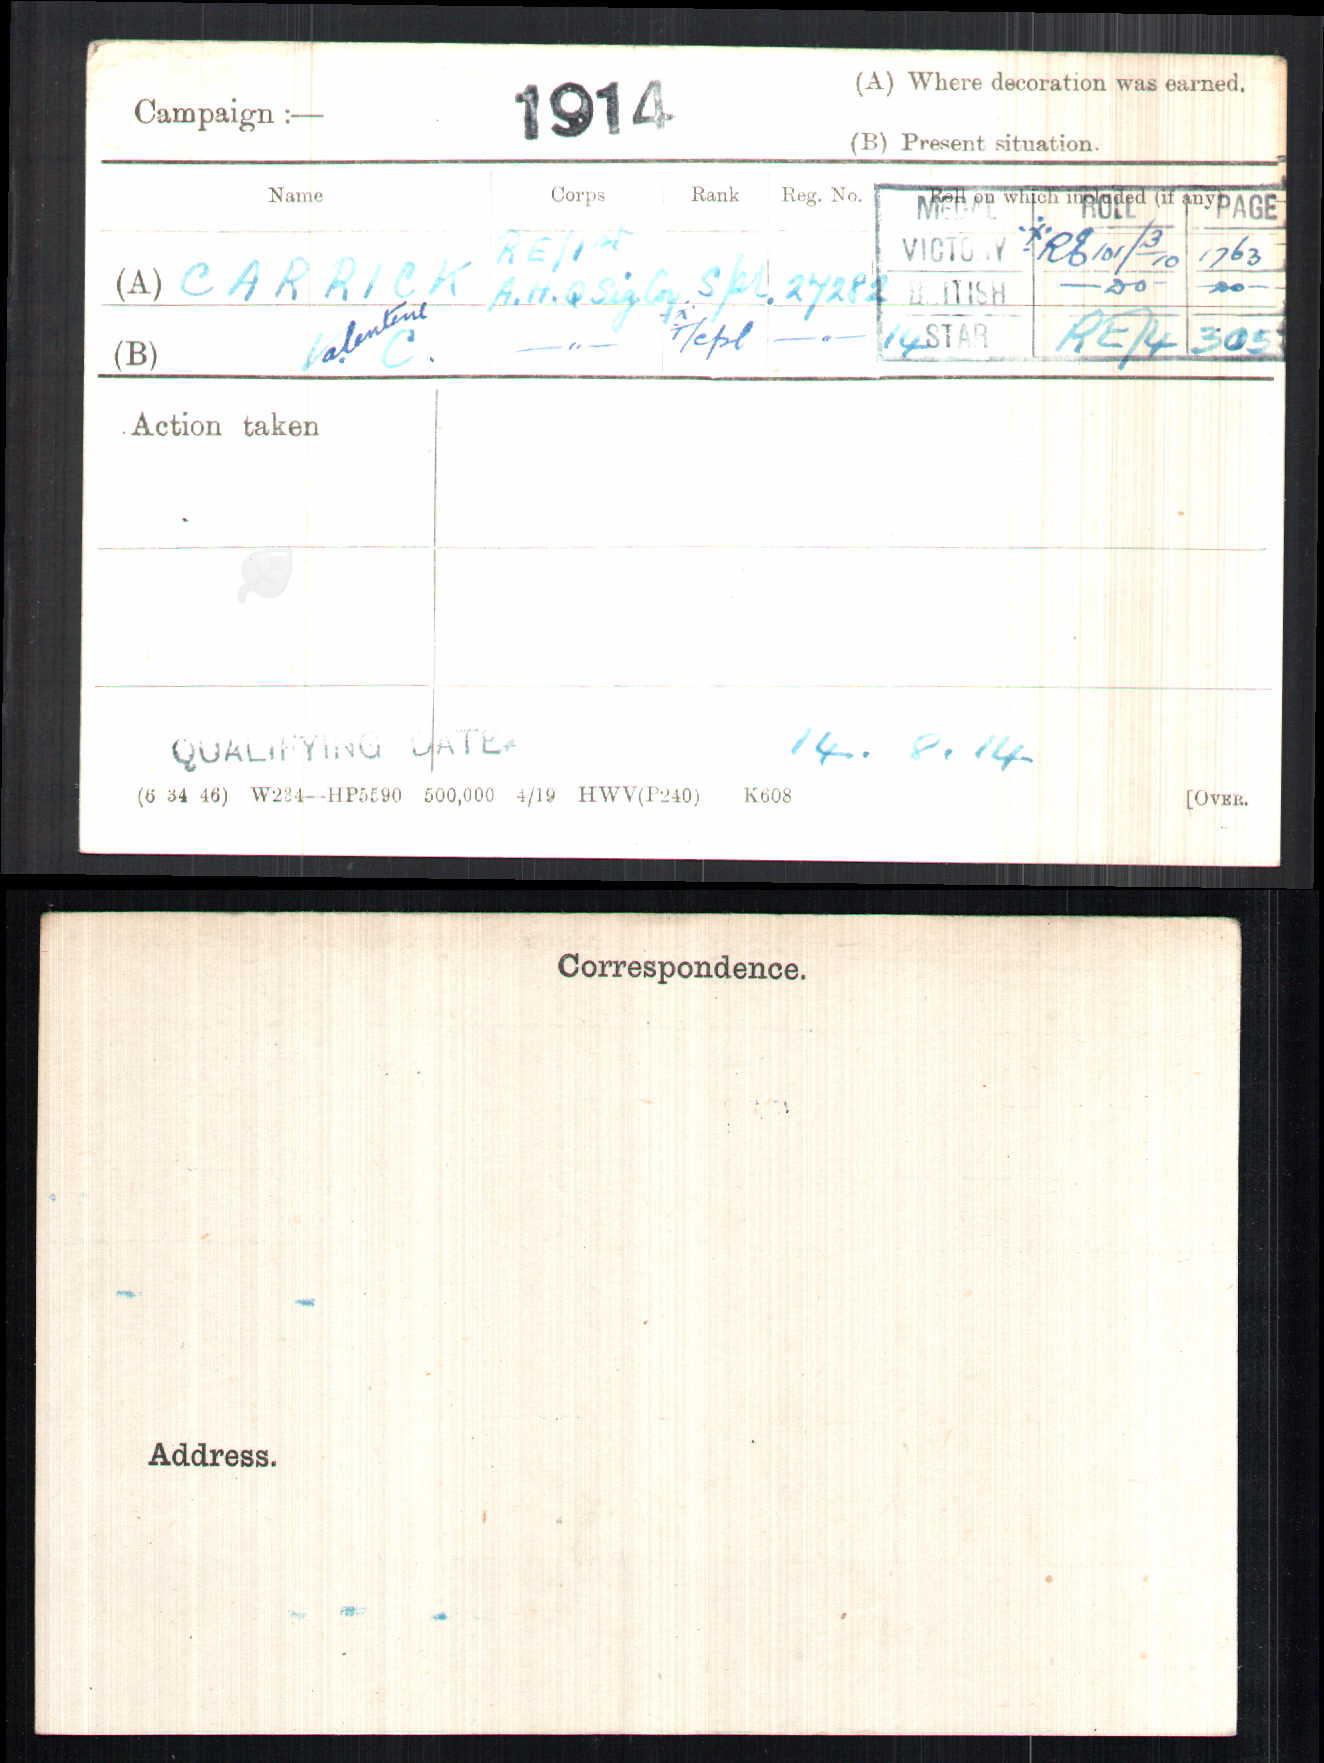 Campaign :— 1914 (A) Where decoration was earned.
(B) Present situation.
Name Corps Rank Reg. No. Roll on which included (if any)
MEDAL ROLL PAGE
RE/1st
(A) CARRICK A.H.Q Sig Coy. Spr. 27282
VICTORY *RE 101/3/10 1763
BRITISH —do— —do—
(B) Valentine C. —"— *T/cpl —"—
14 STAR RE/4 305
Action taken
QUALIFYING DATE. 14. 8. 14
(6 34 46) W234—HP5590 500,000 4/19 HWV(P240) K608 [OVER.
Correspondence.
Address.